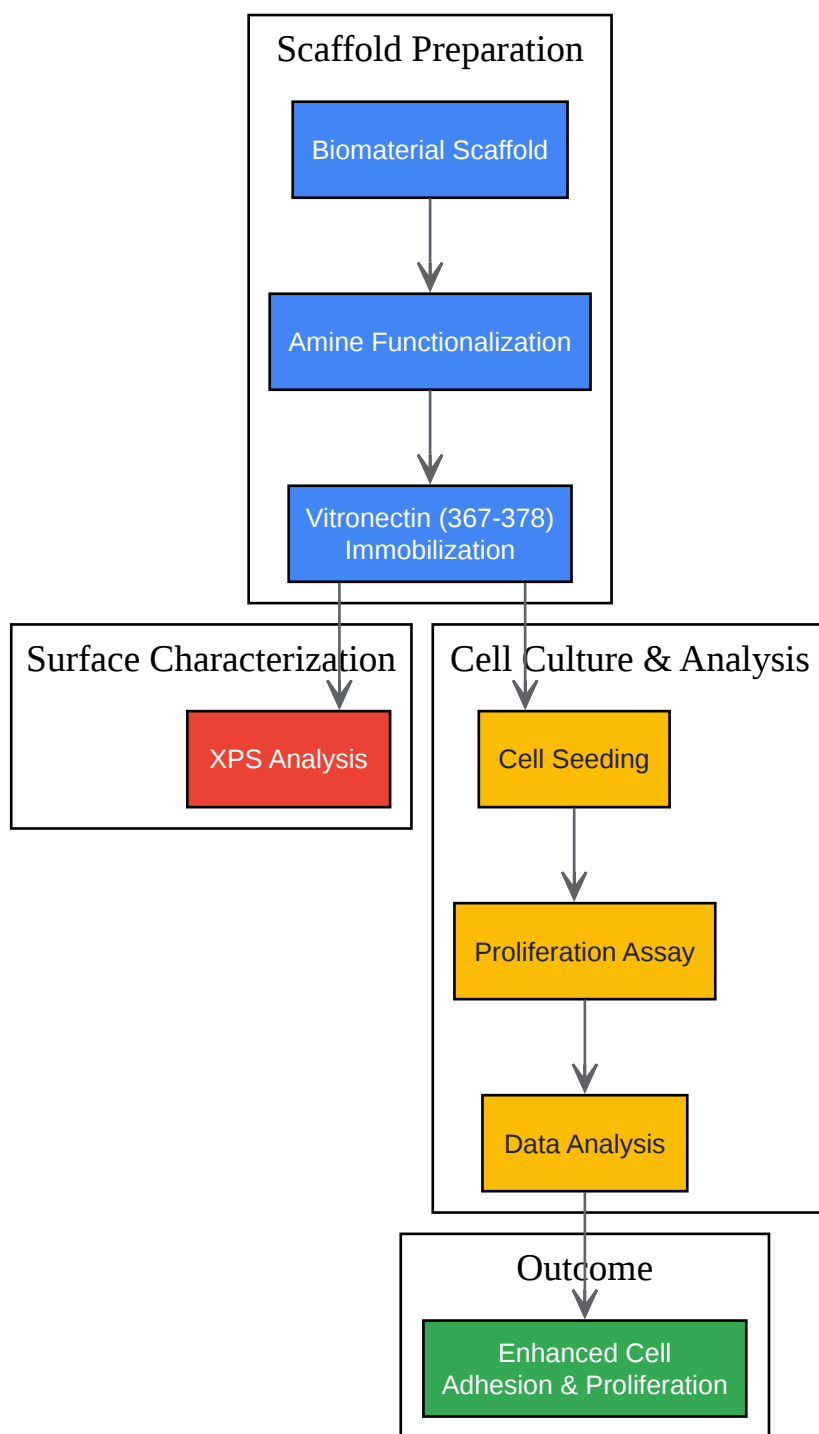 Scaffold Preparation
Biomaterial Scaffold
Amine Functionalization
Vitronectin (367-378)
Immobilization
Surface Characterization
XPS Analysis
Cell Culture & Analysis
Cell Seeding
Proliferation Assay
Data Analysis
Outcome
Enhanced Cell
Adhesion & Proliferation